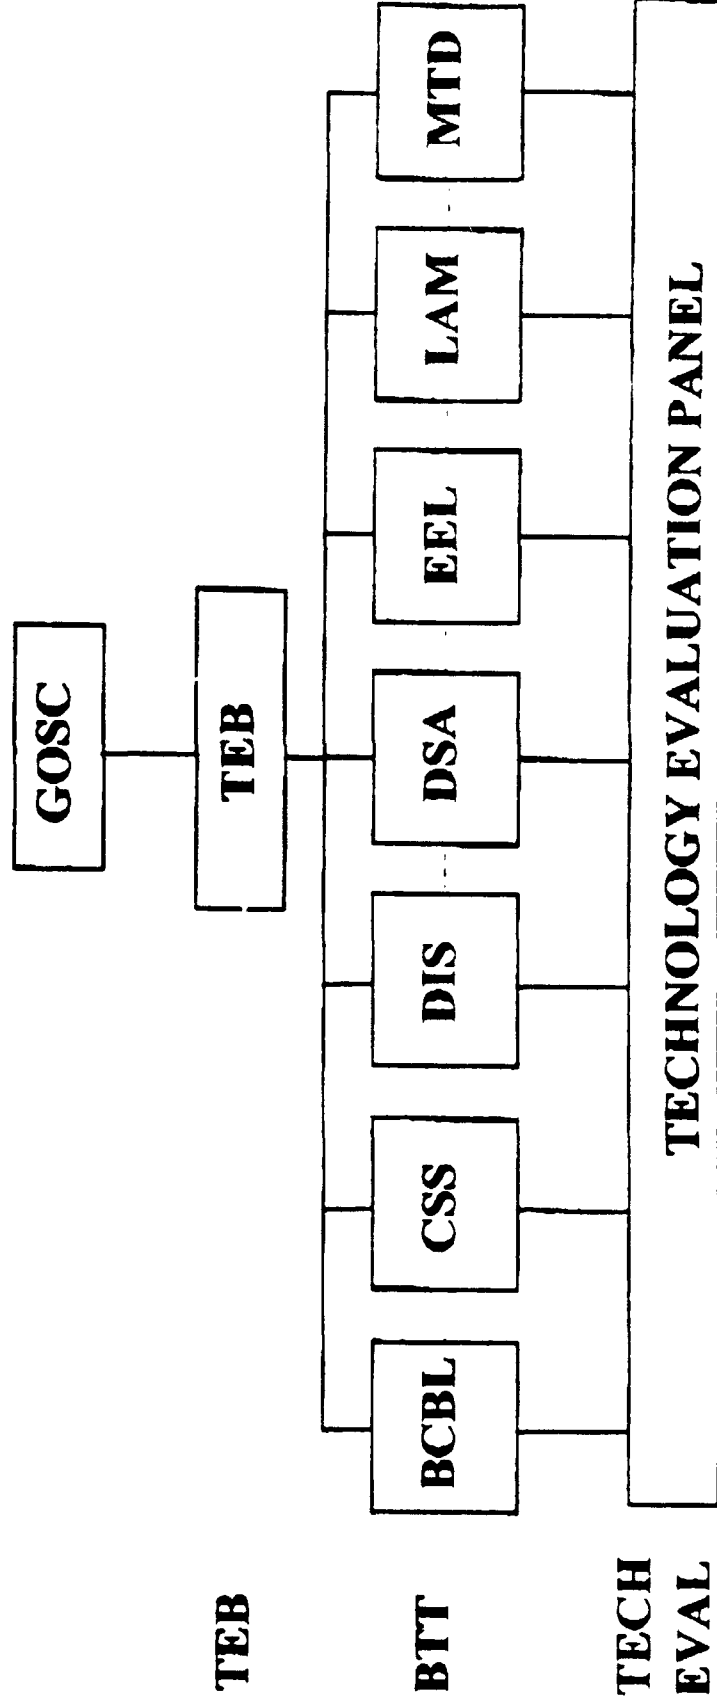 GOSC
TEB
TEB
BTT
BCBL
CSS
DIS
DSA
EEL
LAM
MTD
TECH
EVAL
TECHNOLOGY EVALUATION PANEL